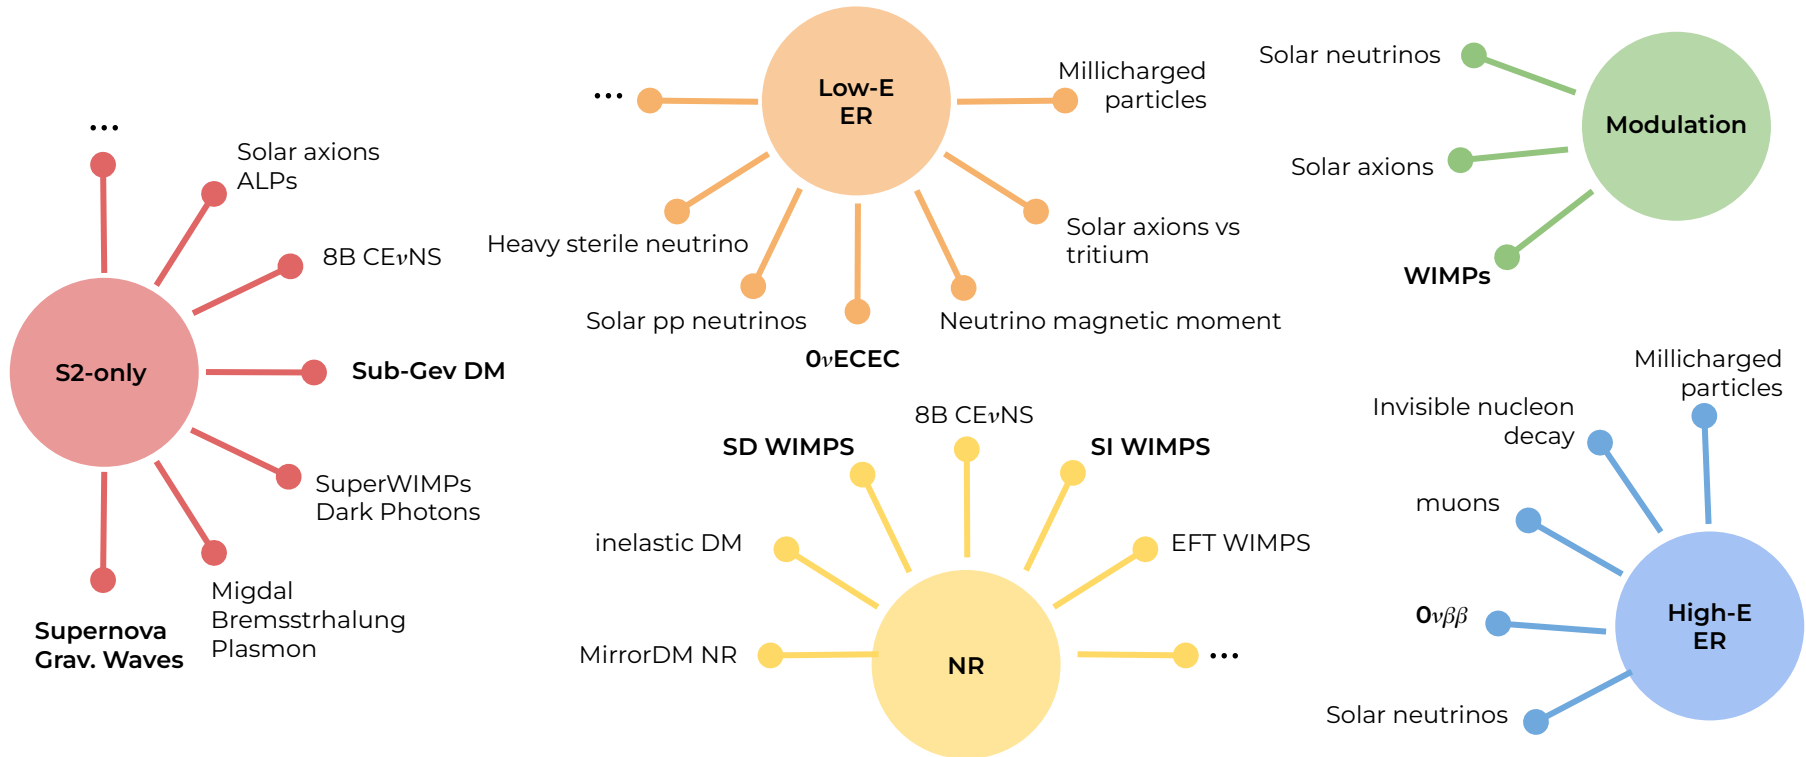 ...
Solar axions
ALPs
8B CEνNS
S2-only
Sub-Gev DM
SuperWIMPs
Dark Photons
Migdal
Bremsstrhalung
Plasmon
Supernova
Grav. Waves
Low-E
ER
...
Millicharged
particles
Heavy sterile neutrino
Solar axions vs
tritium
Solar pp neutrinos
Neutrino magnetic moment
0νECEC
8B CEνNS
SD WIMPS
SI WIMPS
inelastic DM
EFT WIMPS
MirrorDM NR
NR
...
Solar neutrinos
Modulation
Solar axions
WIMPs
Millicharged
particles
Invisible nucleon
decay
muons
0νββ
High-E
ER
Solar neutrinos